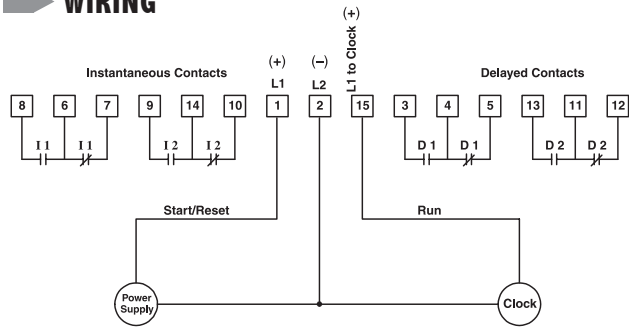 WIRING
(+)
L1 to Clock
(+)
L1
(–)
L2
Instantaneous Contacts
Delayed Contacts
8 6 7 9 14 10 1 2 15 3 4 5 13 11 12
I 1 I 1 I 2 I 2 D 1 D 1 D 2 D 2
Start/Reset
Run
Power
Supply
Clock